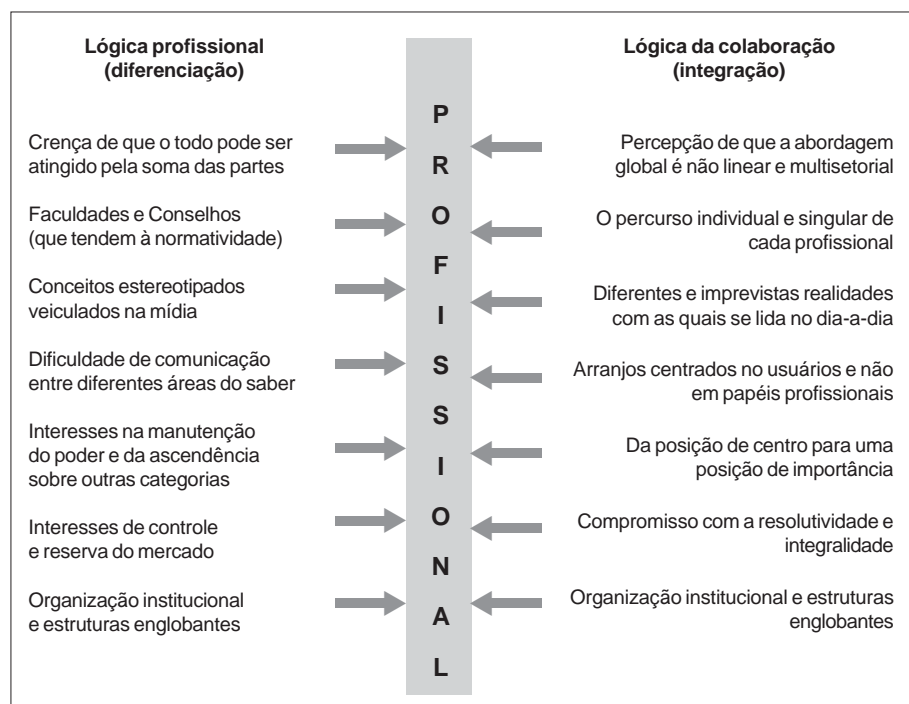 Lógica profissional
(diferenciação)
Crença de que o todo pode ser
atingido pela soma das partes
Faculdades e Conselhos
(que tendem à normatividade)
Conceitos estereotipados
veiculados na mídia
Dificuldade de comunicação
entre diferentes áreas do saber
Interesses na manutenção
do poder e da ascendência
sobre outras categorias
Interesses de controle
e reserva do mercado
Organização institucional
e estruturas englobantes
P
R
O
F
I
S
S
I
O
N
A
L
Lógica da colaboração
(integração)
Percepção de que a abordagem
global é não linear e multisetorial
O percurso individual e singular de
cada profissional
Diferentes e imprevistas realidades
com as quais se lida no dia-a-dia
Arranjos centrados no usuários e não
em papéis profissionais
Da posição de centro para uma
posição de importância
Compromisso com a resolutividade e
integralidade
Organização institucional e estruturas
englobantes